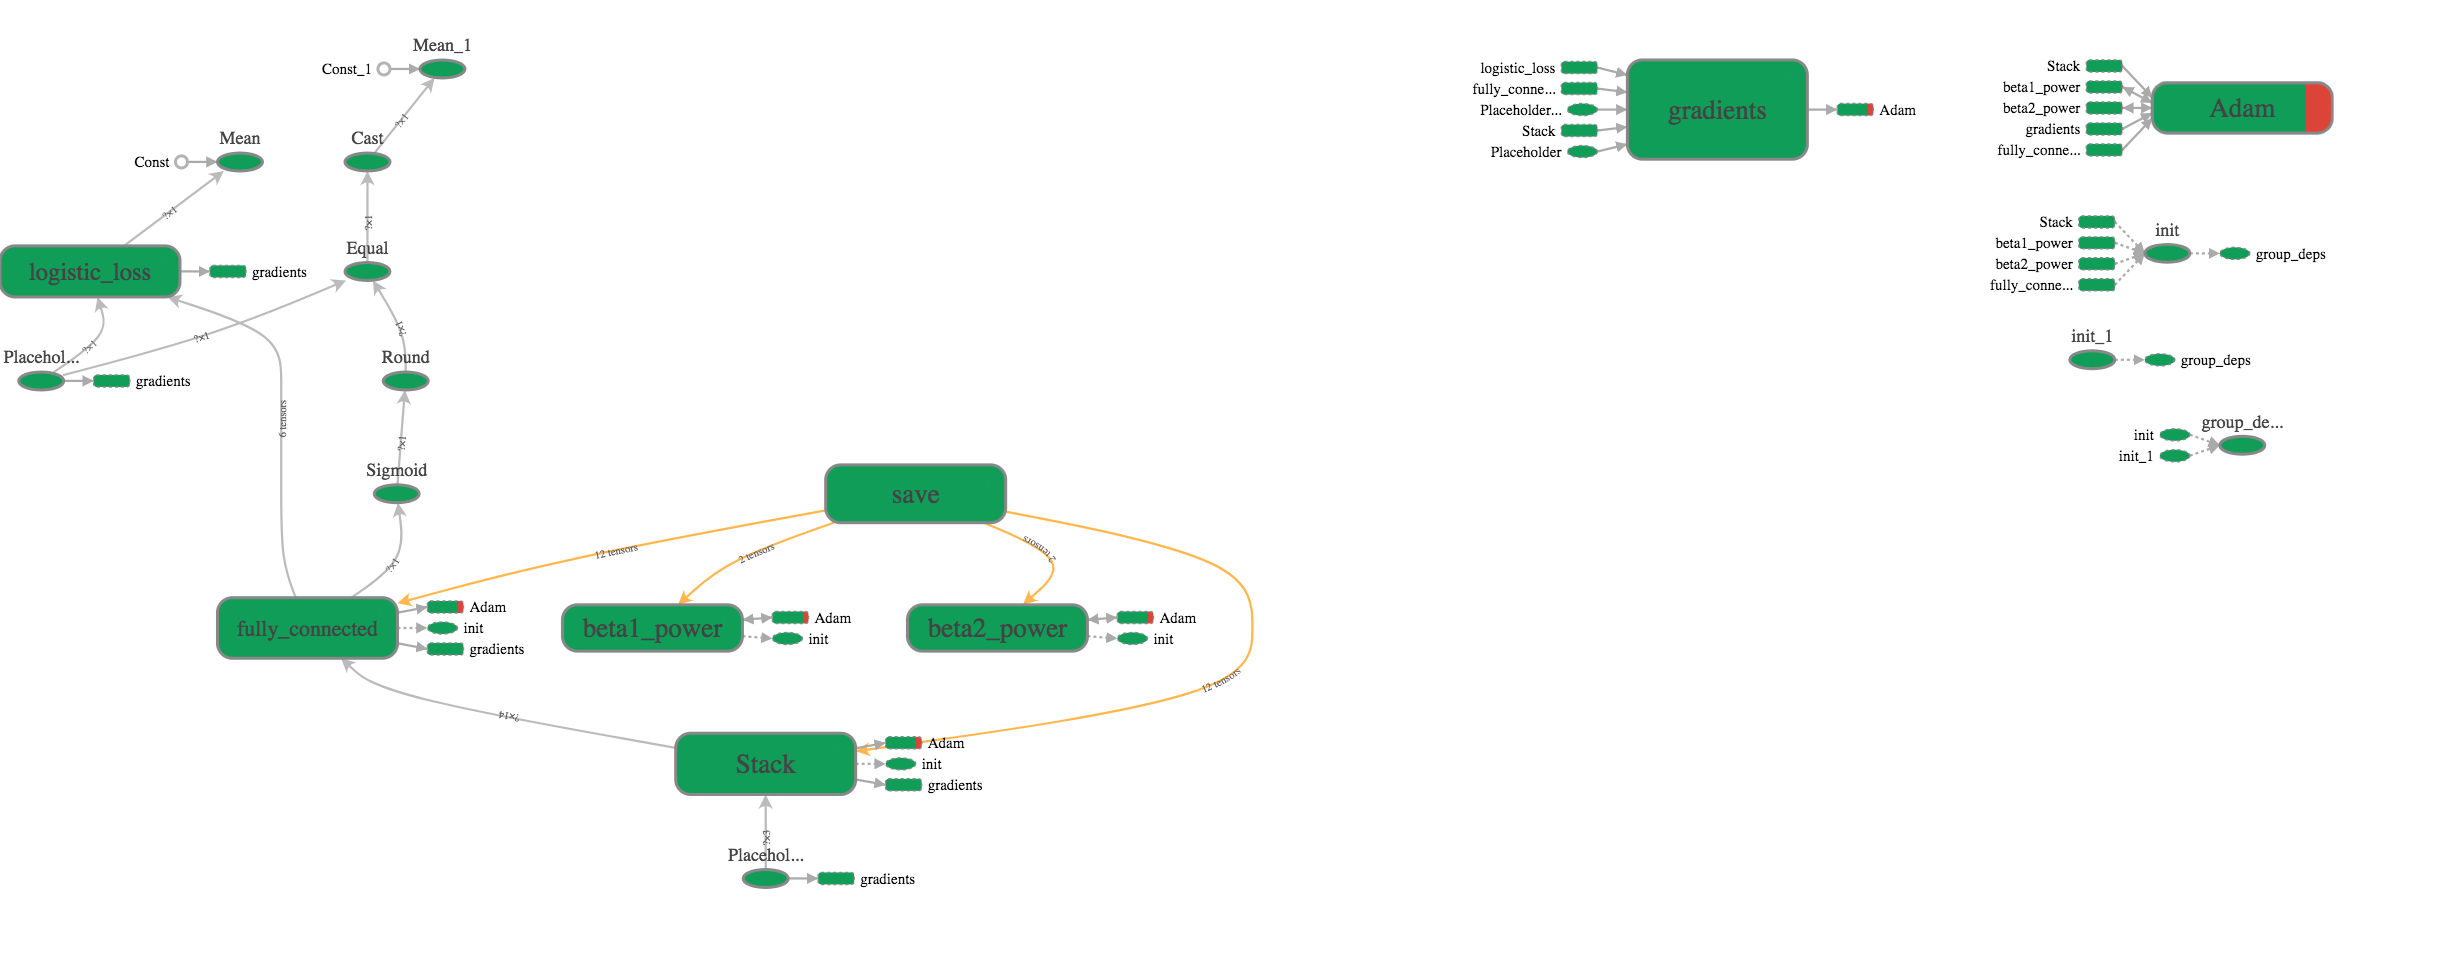 Mean_1
Const_1
Mean
Const
Cast
?×1
?×1
?×1
logistic_loss
gradients
Equal
?×1
?×1
?×1
Placehol...
gradients
Round
6 tensors
?×1
Sigmoid
?×1
save
12 tensors
2 tensors
2 tensors
12 tensors
fully_connected
Adam
init
gradients
beta1_power
Adam
init
beta2_power
Adam
init
?×14
Stack
Adam
init
gradients
?×3
Placehol...
gradients
logistic_loss
fully_conne...
Placeholder...
Stack
Placeholder
gradients
Adam
Stack
beta1_power
beta2_power
gradients
fully_conne...
Adam
Stack
beta1_power
beta2_power
fully_conne...
init
group_deps
init_1
group_deps
init
init_1
group_de...